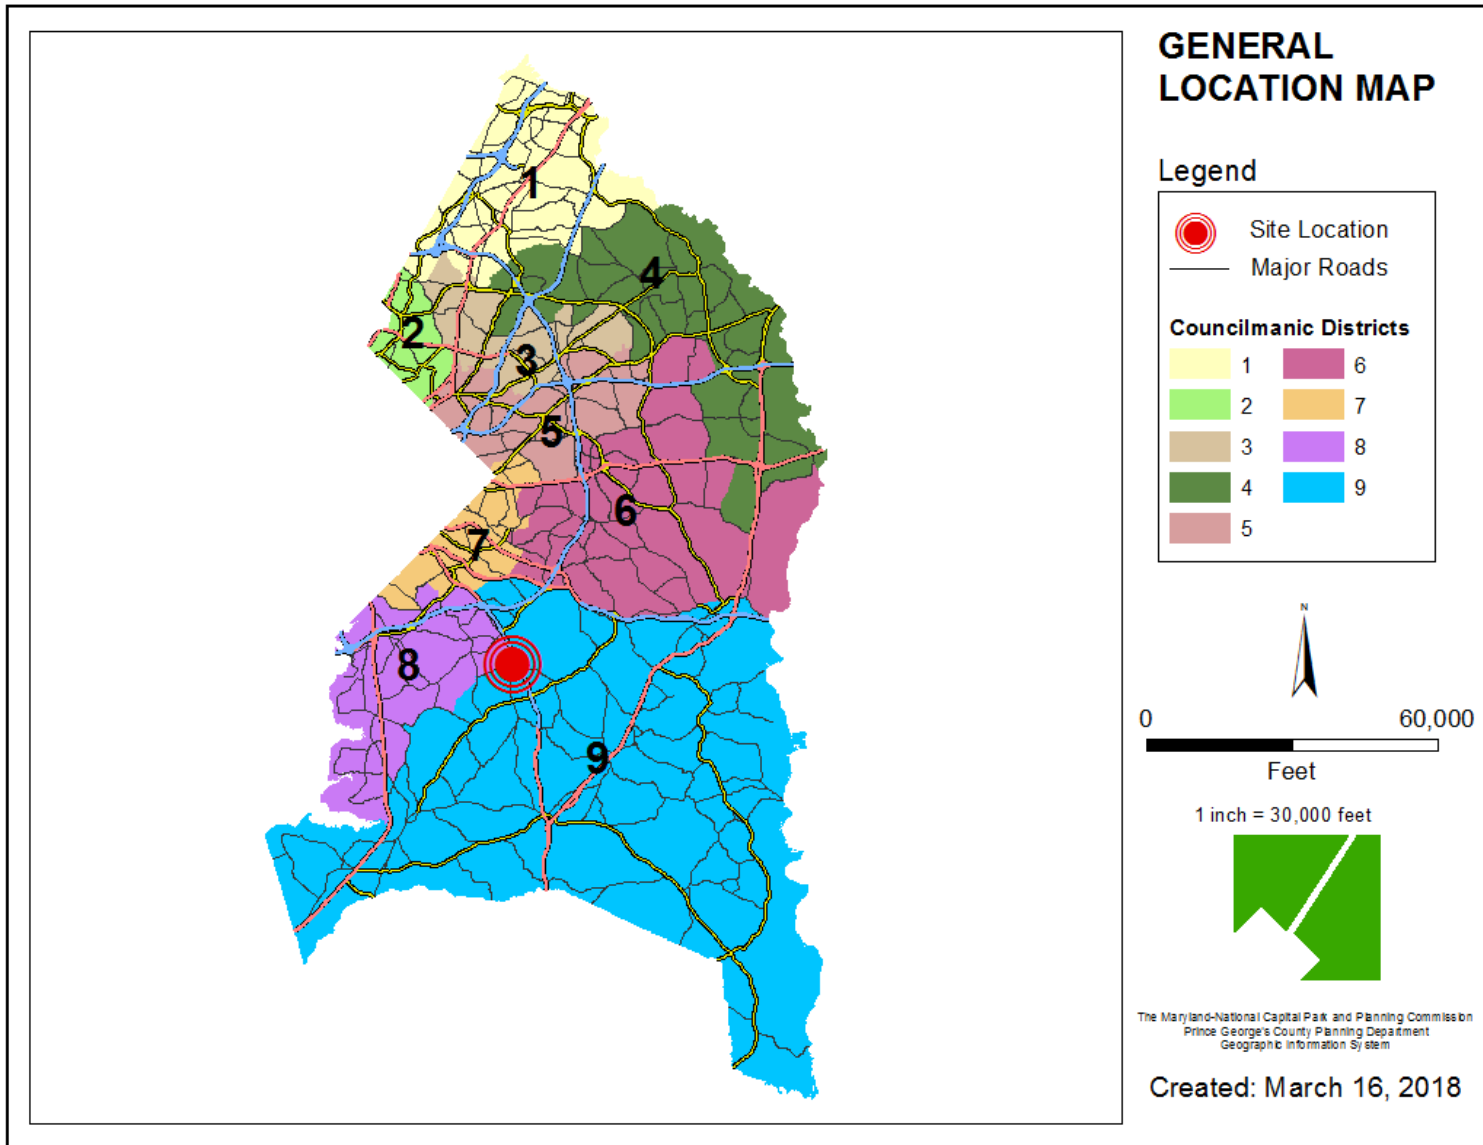 GENERAL
LOCATION MAP
Legend
Site Location
Major Roads
Councilmanic Districts
1
6
2
7
3
8
4
9
5
N
0
60,000
Feet
1 inch = 30,000 feet
The Maryland-National Capital Park and Planning Commission
Prince George's County Planning Department
Geographic Information System
Created: March 16, 2018
1
4
2
3
5
6
7
8
9